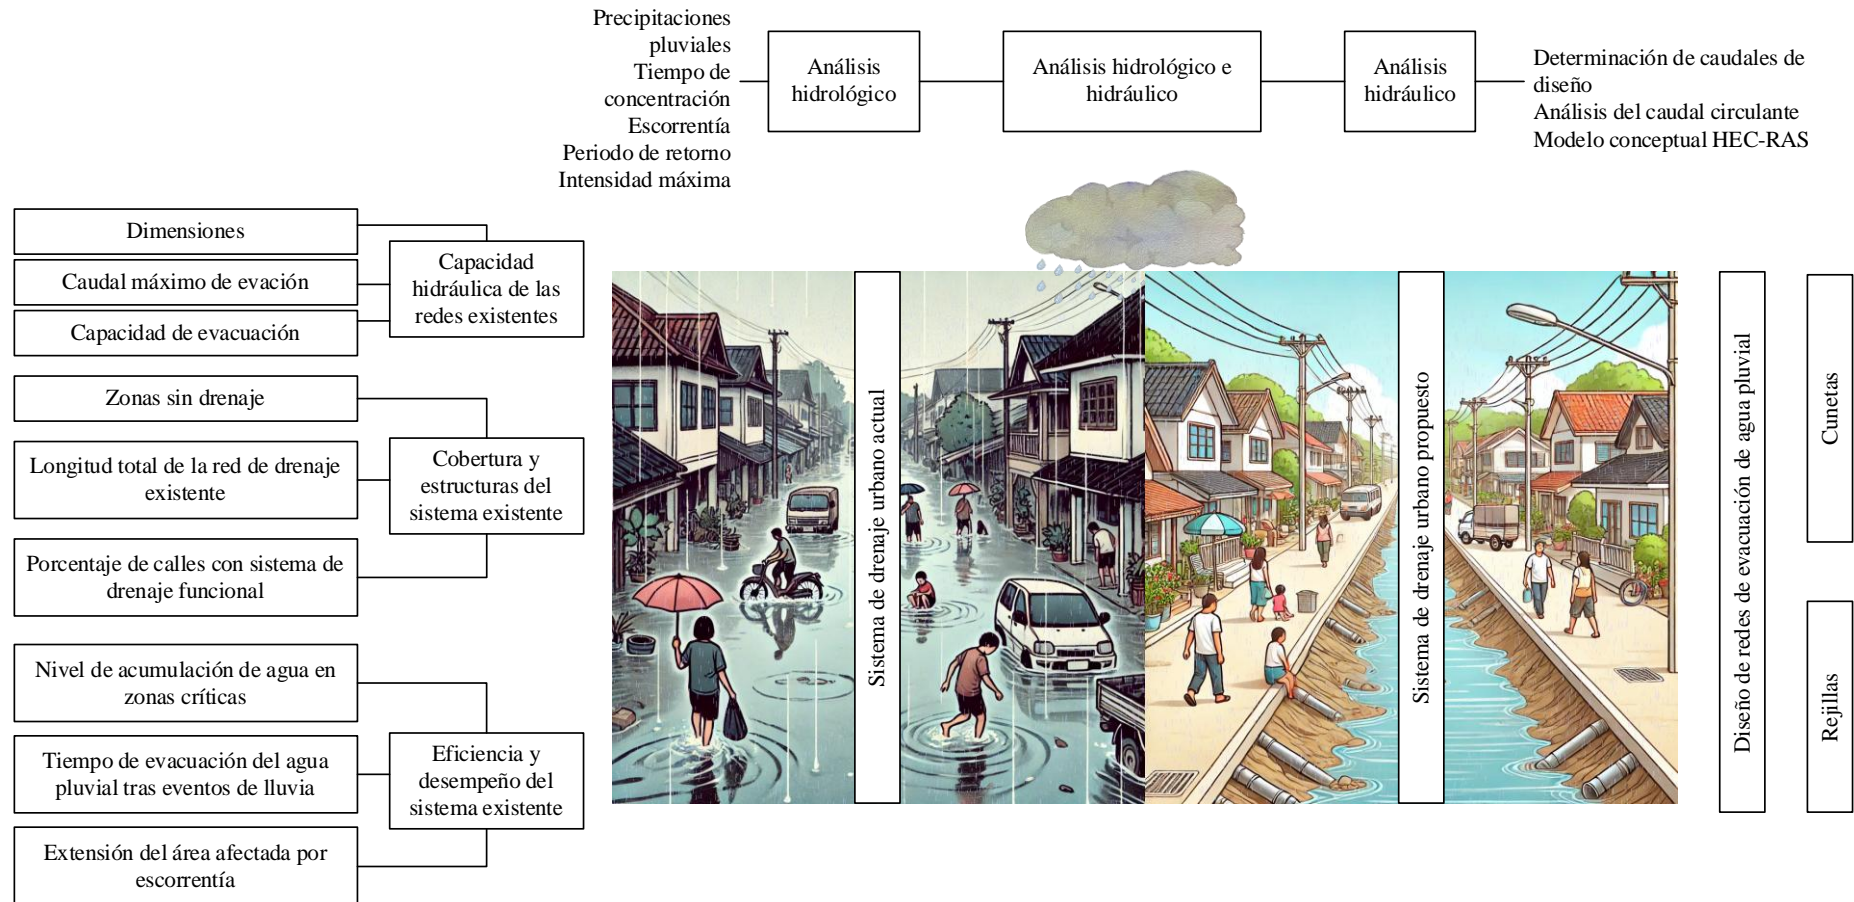 Precipitaciones
pluviales
Tiempo de
concentración
Escorrentía
Periodo de retorno
Intensidad máxima
Análisis
hidrológico
Análisis hidrológico e
hidráulico
Análisis
hidráulico
Determinación de caudales de
diseño
Análisis del caudal circulante
Modelo conceptual HEC-RAS
Dimensiones
Caudal máximo de evación
Capacidad de evacuación
Capacidad
hidráulica de las
redes existentes
Zonas sin drenaje
Longitud total de la red de drenaje
existente
Porcentaje de calles con sistema de
drenaje funcional
Cobertura y
estructuras del
sistema existente
Nivel de acumulación de agua en
zonas críticas
Tiempo de evacuación del agua
pluvial tras eventos de lluvia
Extensión del área afectada por
escorrentía
Eficiencia y
desempeño del
sistema existente
Sistema de drenaje urbano actual
Sistema de drenaje urbano propuesto
Diseño de redes de evacuación de agua pluvial
Cunetas
Rejillas